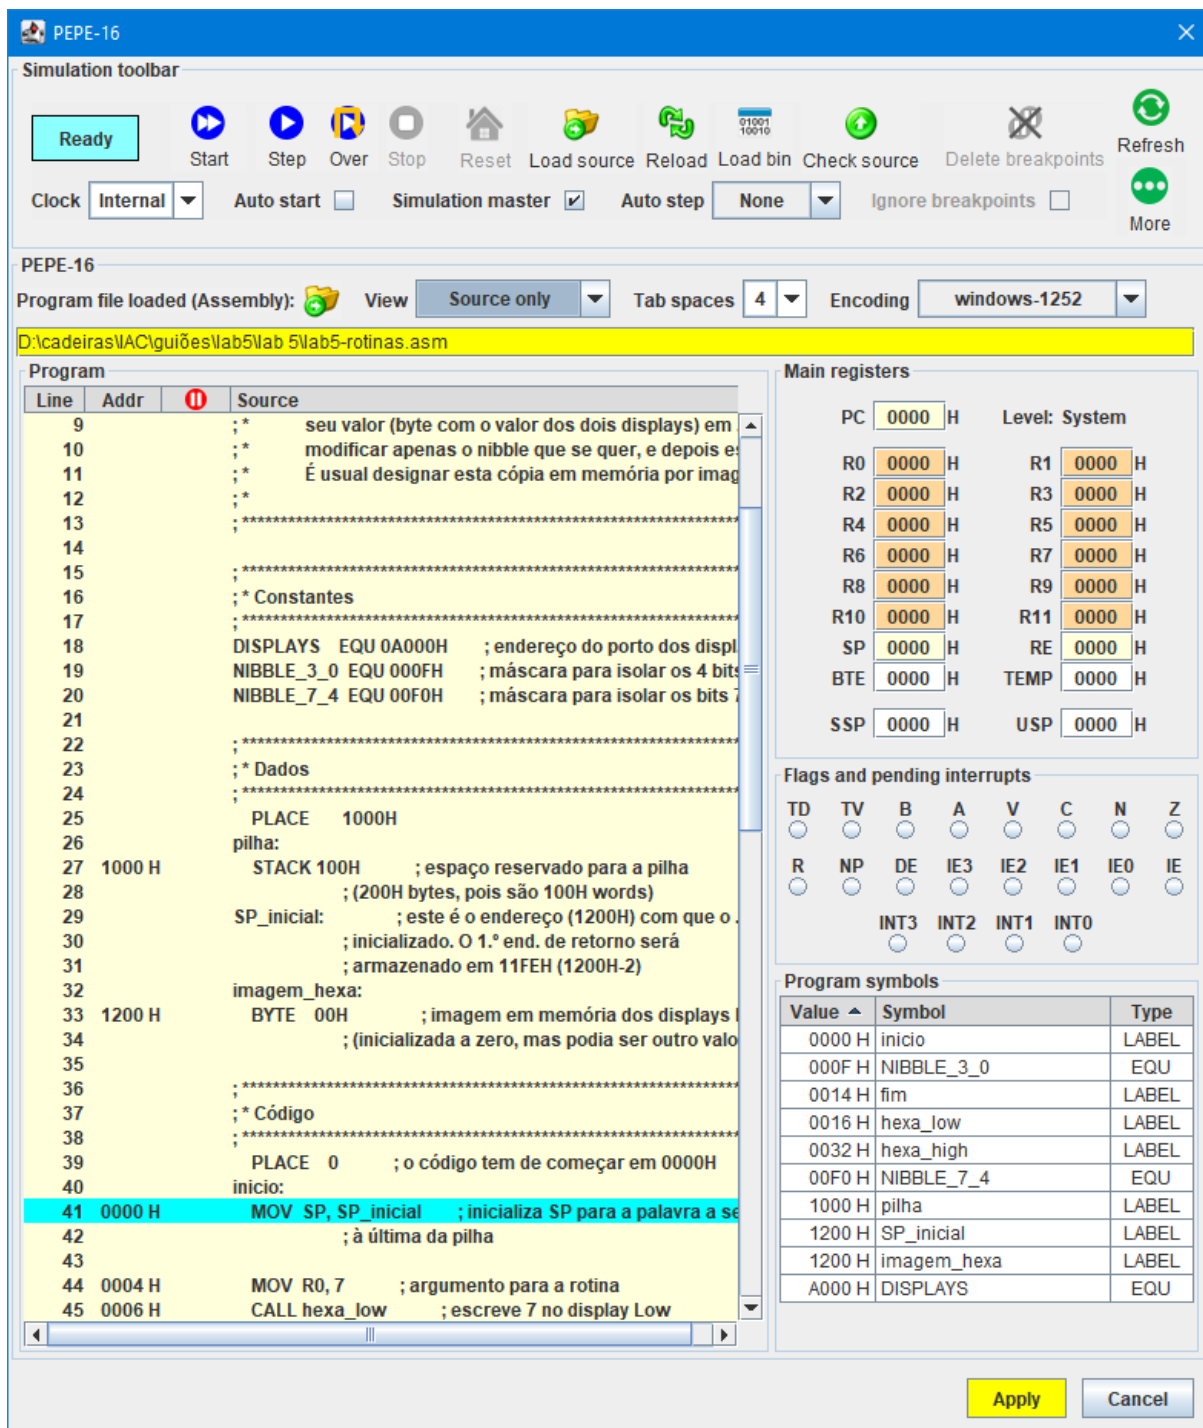 PEPE-16
Simulation toolbar
Ready
Start Step Over Stop Reset Load source Reload Load bin Check source Delete breakpoints Refresh
01001
10010
Clock Internal Auto start Simulation master Auto step None Ignore breakpoints
More
PEPE-16
Program file loaded (Assembly): View Source only Tab spaces 4 Encoding windows-1252
D:\cadeiras\IAC\guiões\lab5\lab 5\lab5-rotinas.asm
Program
Line Addr Source
9 ; * seu valor (byte com o valor dos dois displays) em
10 ; * modificar apenas o nibble que se quer, e depois
11 ; * É usual designar esta cópia em memória por
12 ; *
13 ; ******************************************************************
14
15 ; ******************************************************************
16 ; * Constantes
17 ; ******************************************************************
18 DISPLAYS EQU 0A000H ; endereço do porto dos
19 NIBBLE_3_0 EQU 000FH ; máscara para isolar os 4 bits
20 NIBBLE_7_4 EQU 00F0H ; máscara para isolar os bits
21
22 ; ******************************************************************
23 ; * Dados
24 ; ******************************************************************
25 PLACE 1000H
26 pilha:
27 1000 H STACK 100H ; espaço reservado para a pilha
28 ; (200H bytes, pois são 100H words)
29 SP_inicial: ; este é o endereço (1200H) com que o
30 ; inicializado. O 1.º end. de retorno será
31 ; armazenado em 11FEH (1200H-2)
32 imagem_hexa:
33 1200 H BYTE 00H ; imagem em memória dos displays
34 ; (inicializada a zero, mas podia ser outro
35
36 ; ******************************************************************
37 ; * Código
38 ; ******************************************************************
39 PLACE 0 ; o código tem de começar em 0000H
40 inicio:
41 0000 H MOV SP, SP_inicial ; inicializa SP para a palavra a
42 ; à última da pilha
43
44 0004 H MOV R0, 7 ; argumento para a rotina
45 0006 H CALL hexa_low ; escreve 7 no display Low
Main registers
PC 0000 H Level: System
R0 0000 H R1 0000 H
R2 0000 H R3 0000 H
R4 0000 H R5 0000 H
R6 0000 H R7 0000 H
R8 0000 H R9 0000 H
R10 0000 H R11 0000 H
SP 0000 H RE 0000 H
BTE 0000 H TEMP 0000 H
SSP 0000 H USP 0000 H
Flags and pending interrupts
TD TV B A V C N Z
R NP DE IE3 IE2 IE1 IE0 IE
INT3 INT2 INT1 INT0
Program symbols
Value Symbol Type
0000 H inicio LABEL
000F H NIBBLE_3_0 EQU
0014 H fim LABEL
0016 H hexa_low LABEL
0032 H hexa_high LABEL
00F0 H NIBBLE_7_4 EQU
1000 H pilha LABEL
1200 H SP_inicial LABEL
1200 H imagem_hexa LABEL
A000 H DISPLAYS EQU
Apply Cancel